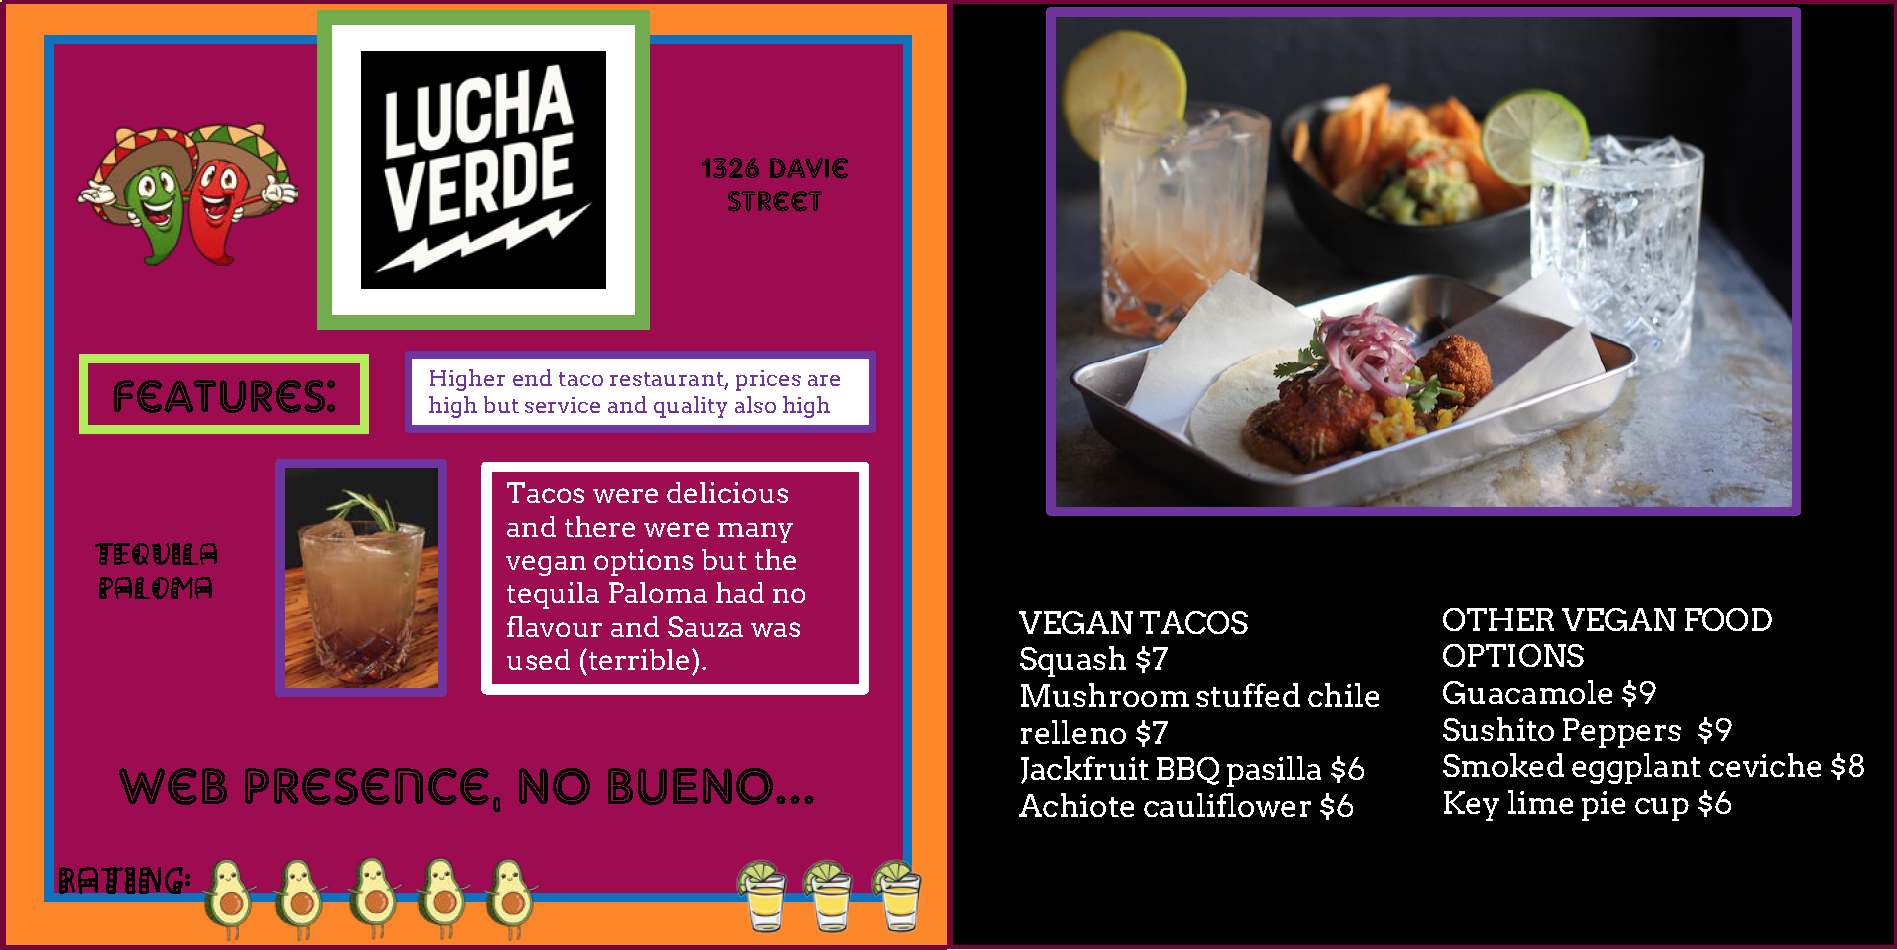 LUCHA
VERDE
1326 DAVIE
STREET
FEATURES:
Higher end taco restaurant, prices are
high but service and quality also high
TEQUILA
PALOMA
Tacos were delicious
and there were many
vegan options but the
tequila Paloma had no
flavour and Sauza was
used (terrible).
WEB PRESENCE, NO BUENO...
RATING:
VEGAN TACOS
Squash $7
Mushroom stuffed chile
relleno $7
Jackfruit BBQ pasilla $6
Achiote cauliflower $6
OTHER VEGAN FOOD
OPTIONS
Guacamole $9
Sushito Peppers $9
Smoked eggplant ceviche $8
Key lime pie cup $6